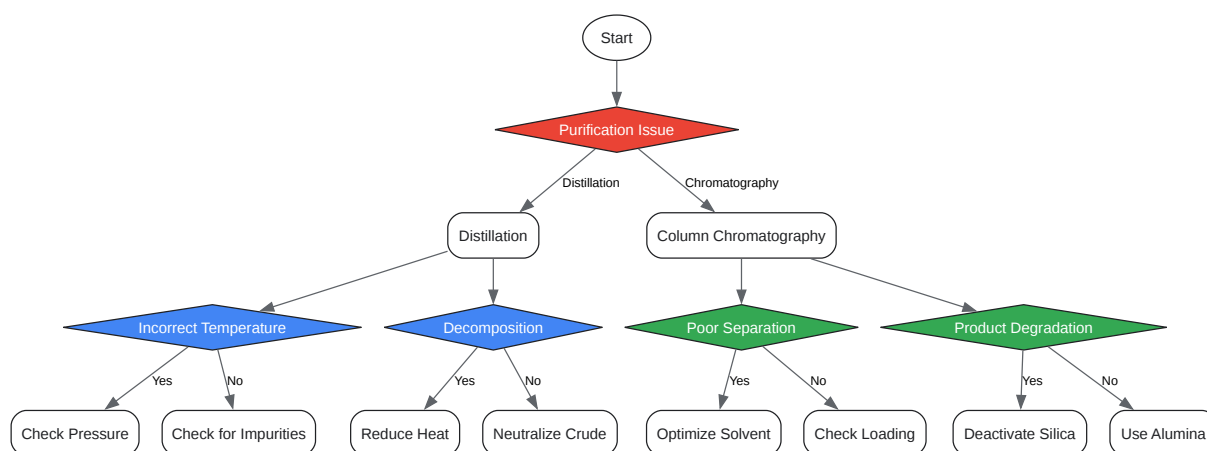 Start
Purification Issue
Distillation
Chromatography
Distillation
Column Chromatography
Incorrect Temperature
Decomposition
Poor Separation
Product Degradation
Yes
No
Yes
No
Yes
No
Yes
No
Check Pressure
Check for Impurities
Reduce Heat
Neutralize Crude
Optimize Solvent
Check Loading
Deactivate Silica
Use Alumina